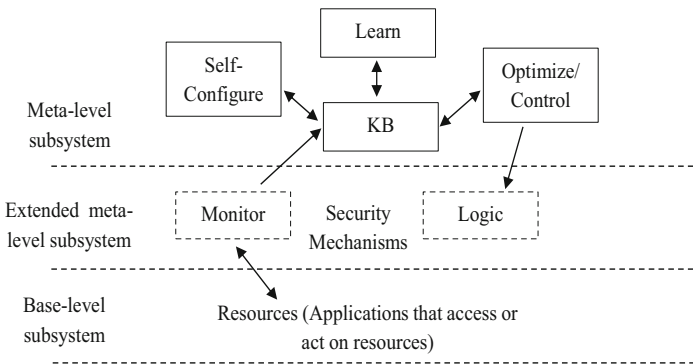 Learn
Self-
Configure
Optimize/
Control
Meta-level
subsystem
KB
Extended meta-
level subsystem
Monitor
Security
Mechanisms
Logic
Base-level
subsystem
Resources (Applications that access or
act on resources)